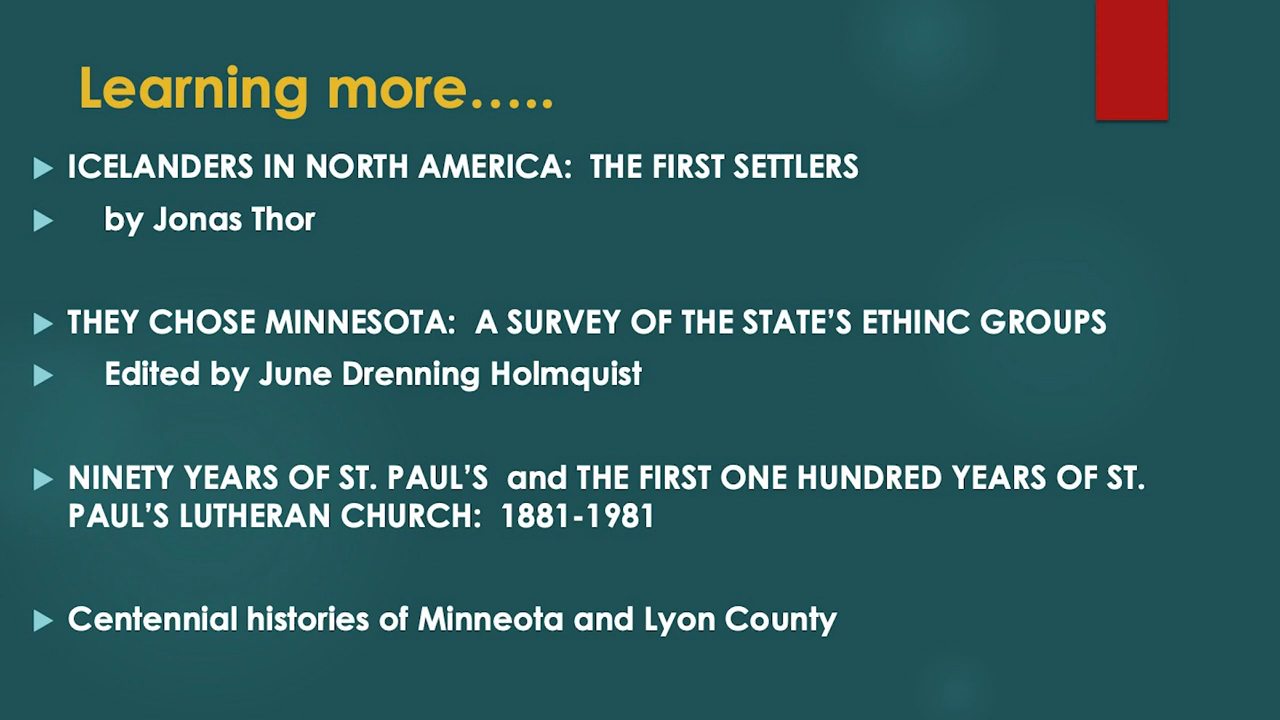 Learning more.....
ICELANDERS IN NORTH AMERICA:  THE FIRST SETTLERS
by Jonas Thor
THEY CHOSE MINNESOTA:  A SURVEY OF THE STATE’S ETHINC GROUPS
Edited by June Drenning Holmquist
NINETY YEARS OF ST. PAUL’S  and THE FIRST ONE HUNDRED YEARS OF ST.
PAUL’S LUTHERAN CHURCH:  1881-1981
Centennial histories of Minneota and Lyon County